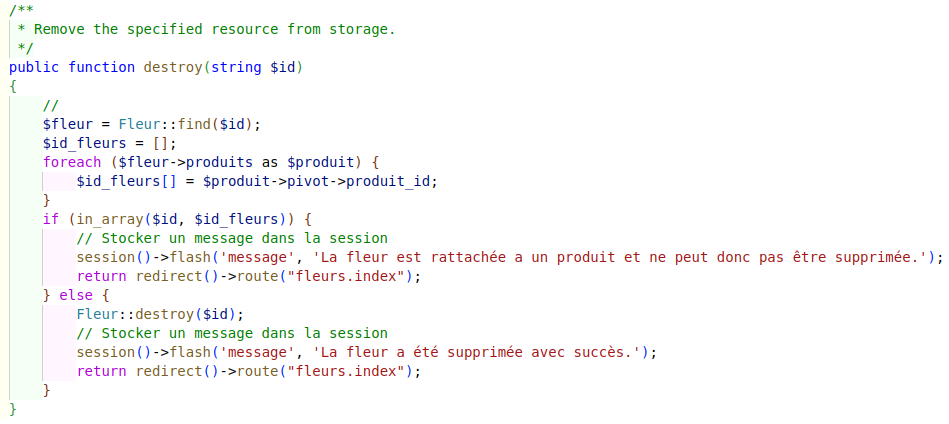 /**
 * Remove the specified resource from storage.
 */
public function destroy(string $id)
{
    //
    $fleur = Fleur::find($id);
    $id_fleurs = [];
    foreach ($fleur->produits as $produit) {
        $id_fleurs[] = $produit->pivot->produit_id;
    }
    if (in_array($id, $id_fleurs)) {
        // Stocker un message dans la session
        session()->flash('message', 'La fleur est rattachée a un produit et ne peut donc pas être supprimée.');
        return redirect()->route("fleurs.index");
    } else {
        Fleur::destroy($id);
        // Stocker un message dans la session
        session()->flash('message', 'La fleur a été supprimée avec succès.');
        return redirect()->route("fleurs.index");
    }
}